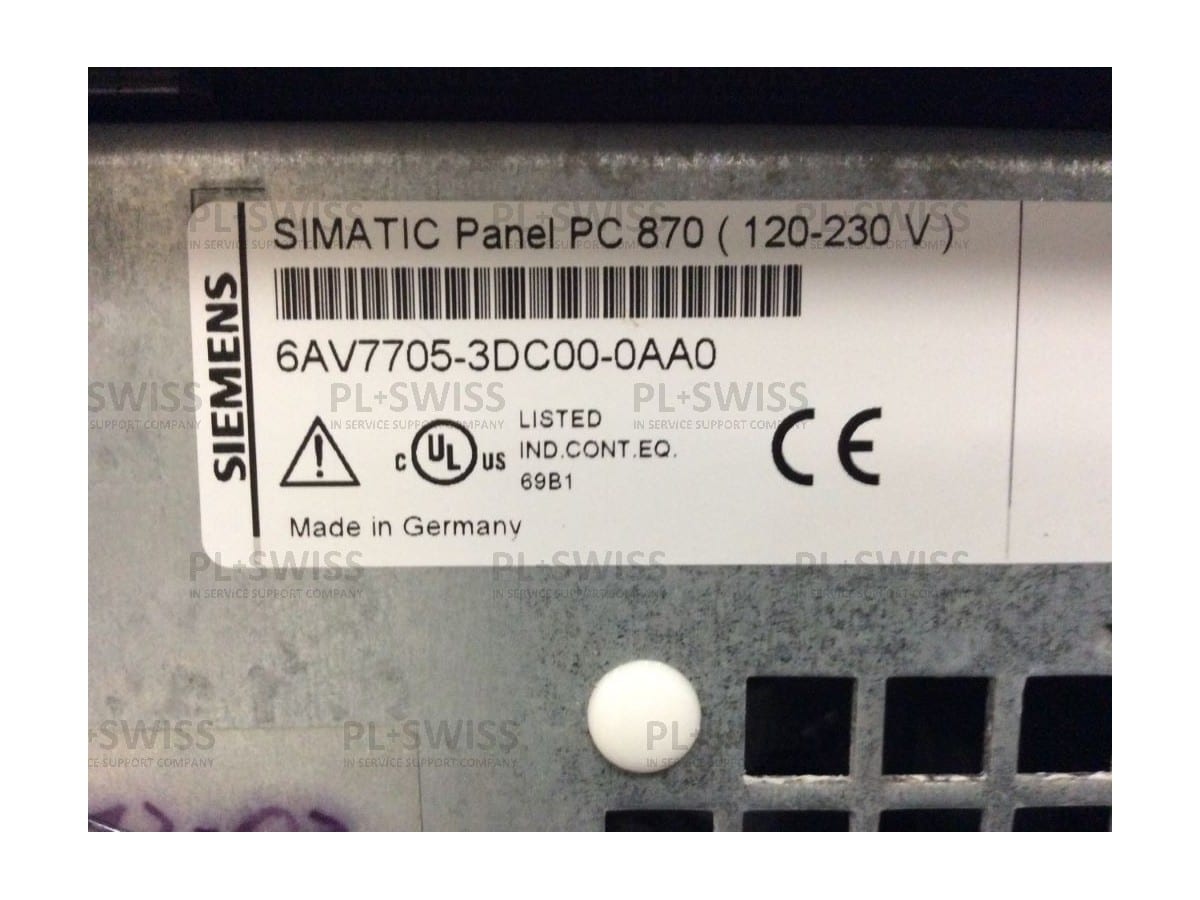 SIMATIC Panel PC 870 ( 120-230 V )
SIEMENS
6AV7705-3DC00-0AA0
C UL US
LISTED
IND.CONT.EQ.
69B1
CE
Made in Germany
PL+SWISS
IN SERVICE SUPPORT COMPANY